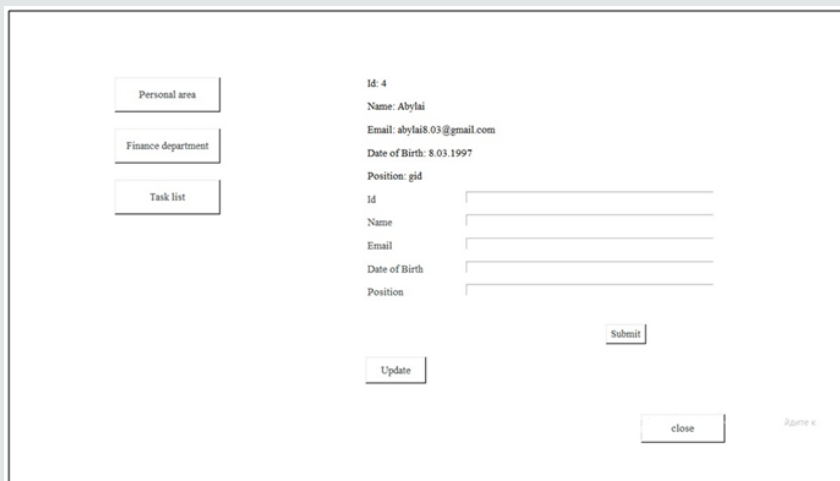 Personal area
Finance department
Task list
Id: 4
Name: Abylai
Email: abylai8.03@gmail.com
Date of Birth: 8.03.1997
Position: gid
Id
Name
Email
Date of Birth
Position
Submit
Update
close
йдите к